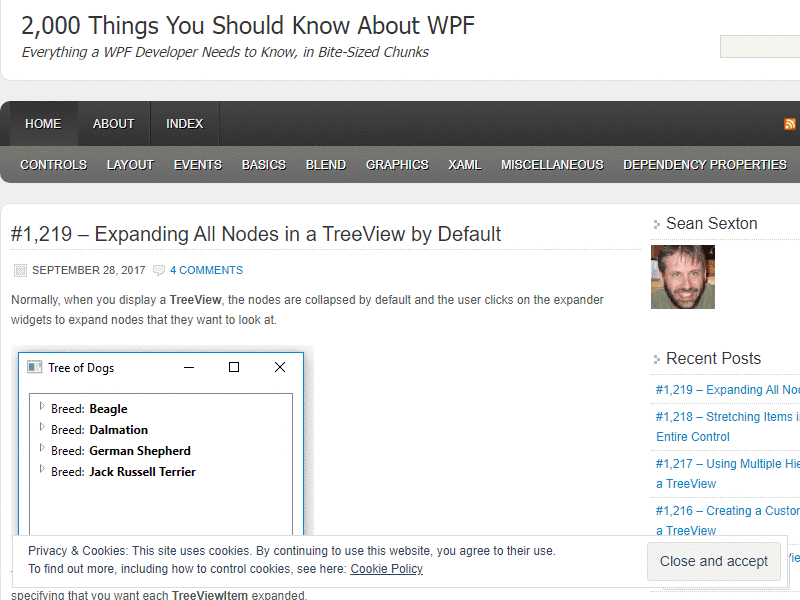 2,000 Things You Should Know About WPF
Everything a WPF Developer Needs to Know, in Bite-Sized Chunks
HOME ABOUT INDEX
CONTROLS LAYOUT EVENTS BASICS BLEND GRAPHICS XAML MISCELLANEOUS DEPENDENCY PROPERTIES
#1,219 – Expanding All Nodes in a TreeView by Default
SEPTEMBER 28, 2017 4 COMMENTS
Normally, when you display a TreeView, the nodes are collapsed by default and the user clicks on the expander
widgets to expand nodes that they want to look at.
Tree of Dogs
Breed: Beagle
Breed: Dalmation
Breed: German Shepherd
Breed: Jack Russell Terrier
specifying that you want each TreeViewItem expanded.
Sean Sexton
Recent Posts
#1,219 – Expanding All
#1,218 – Stretching Items
Entire Control
#1,217 – Using Multiple
a TreeView
#1,216 – Creating a
a TreeView
Privacy & Cookies: This site uses cookies. By continuing to use this website, you agree to their use.
To find out more, including how to control cookies, see here: Cookie Policy
Close and accept